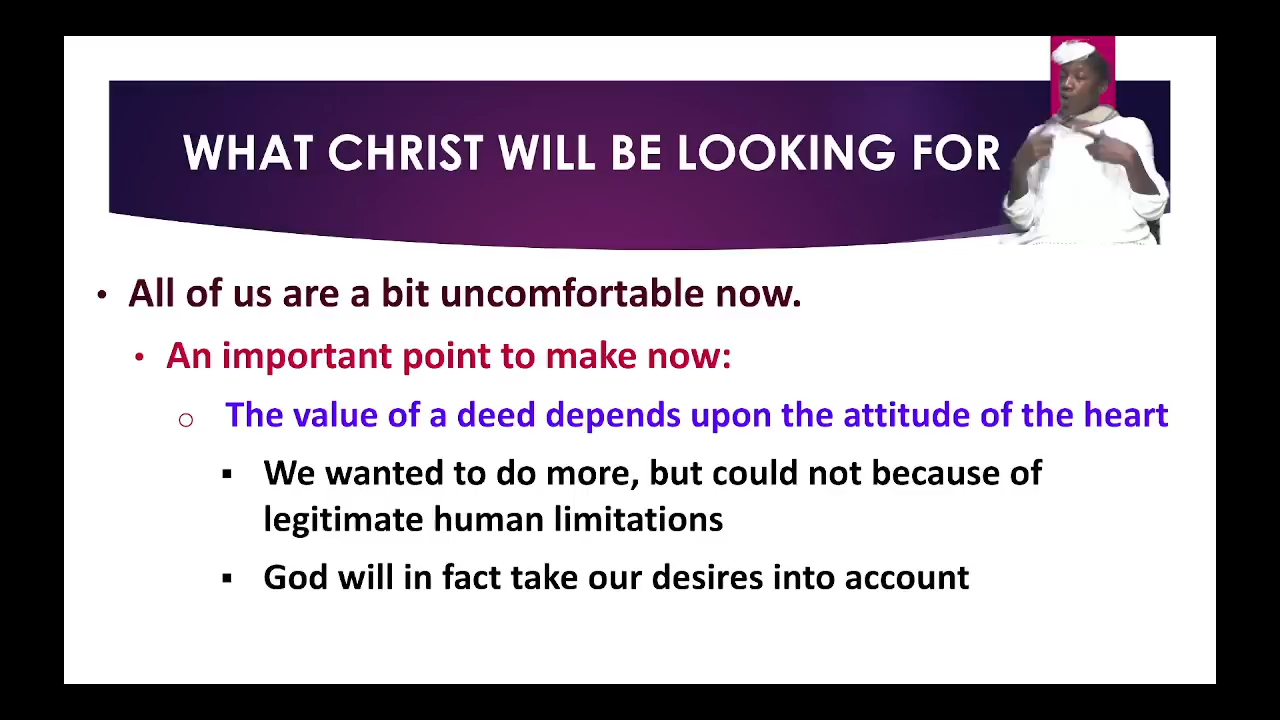 WHAT CHRIST WILL BE LOOKING FOR
• All of us are a bit uncomfortable now.
• An important point to make now:
○ The value of a deed depends upon the attitude of the heart
▪ We wanted to do more, but could not because of
legitimate human limitations
▪ God will in fact take our desires into account